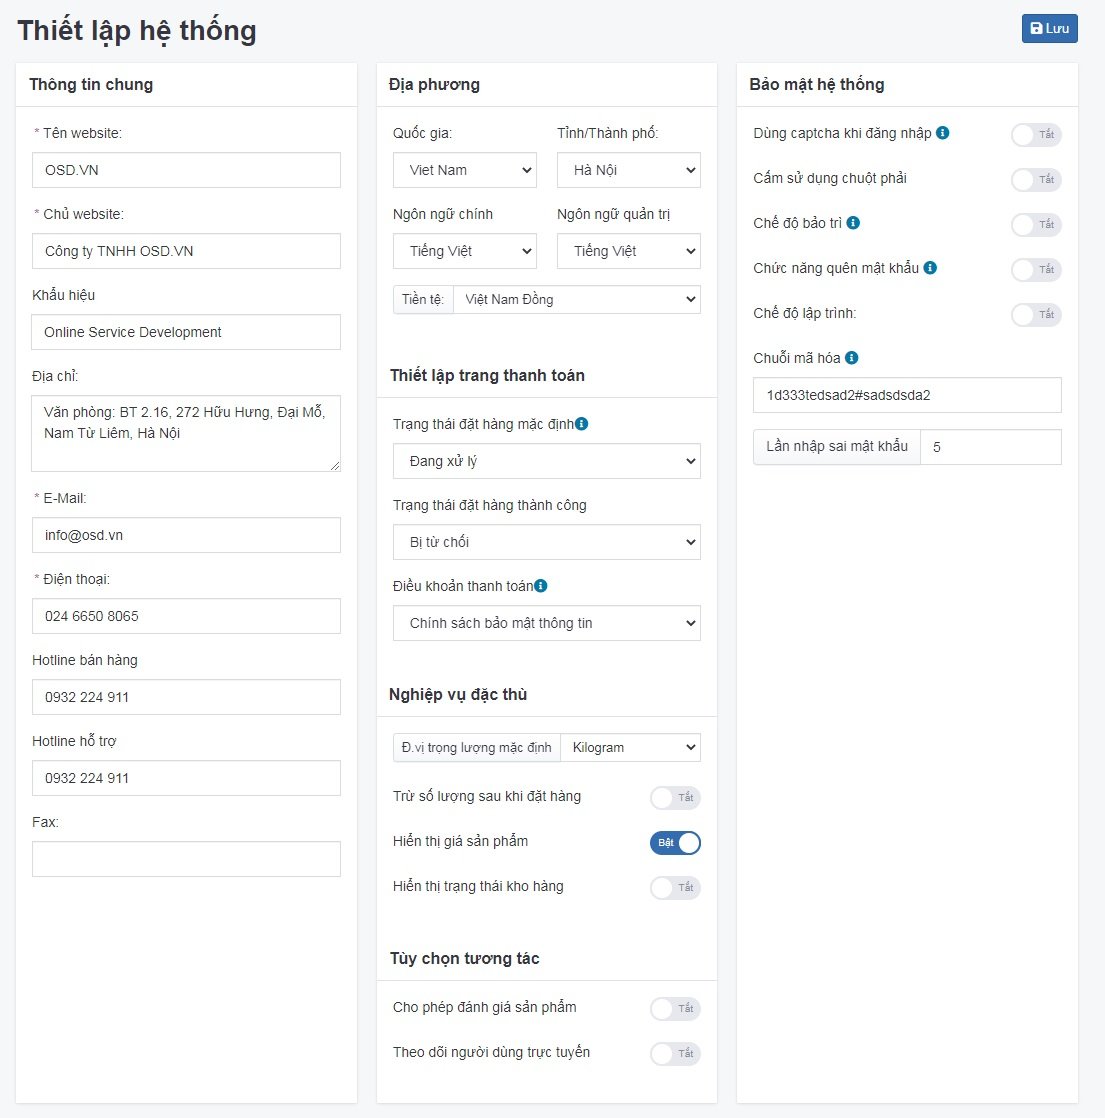 Thiết lập hệ thống
Lưu
Thông tin chung
* Tên website:
OSD.VN
* Chủ website:
Công ty TNHH OSD.VN
Khẩu hiệu
Online Service Development
Địa chỉ:
Văn phòng: BT 2.16, 272 Hữu Hưng, Đại Mỗ,
Nam Từ Liêm, Hà Nội
* E-Mail:
info@osd.vn
* Điện thoại:
024 6650 8065
Hotline bán hàng
0932 224 911
Hotline hỗ trợ
0932 224 911
Fax:
Địa phương
Quốc gia: Tỉnh/Thành phố:
Viet Nam Hà Nội
Ngôn ngữ chính Ngôn ngữ quản trị
Tiếng Việt Tiếng Việt
Tiền tệ: Việt Nam Đồng
Thiết lập trang thanh toán
Trạng thái đặt hàng mặc định
Đang xử lý
Trạng thái đặt hàng thành công
Bị từ chối
Điều khoản thanh toán
Chính sách bảo mật thông tin
Nghiệp vụ đặc thù
Đ.vị trọng lượng mặc định Kilogram
Trừ số lượng sau khi đặt hàng Tắt
Hiển thị giá sản phẩm Bật
Hiển thị trạng thái kho hàng Tắt
Tùy chọn tương tác
Cho phép đánh giá sản phẩm Tắt
Theo dõi người dùng trực tuyến Tắt
Bảo mật hệ thống
Dùng captcha khi đăng nhập Tắt
Cấm sử dụng chuột phải Tắt
Chế độ bảo trì Tắt
Chức năng quên mật khẩu Tắt
Chế độ lập trình: Tắt
Chuỗi mã hóa
1d333tedsad2#sadsdsda2
Lần nhập sai mật khẩu 5